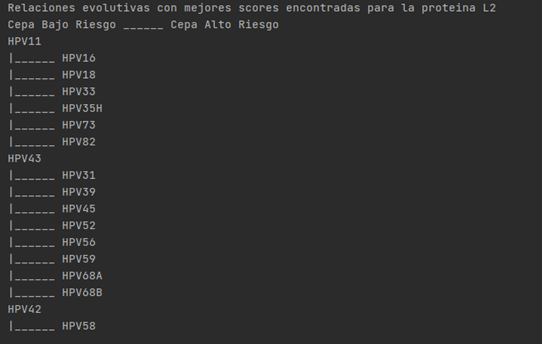 Relaciones evolutivas con mejores scores encontradas para la proteina L2
Cepa Bajo Riesgo ______ Cepa Alto Riesgo
HPV11
|______ HPV16
|______ HPV18
|______ HPV33
|______ HPV35H
|______ HPV73
|______ HPV82
HPV43
|______ HPV31
|______ HPV39
|______ HPV45
|______ HPV52
|______ HPV56
|______ HPV59
|______ HPV68A
|______ HPV68B
HPV42
|______ HPV58